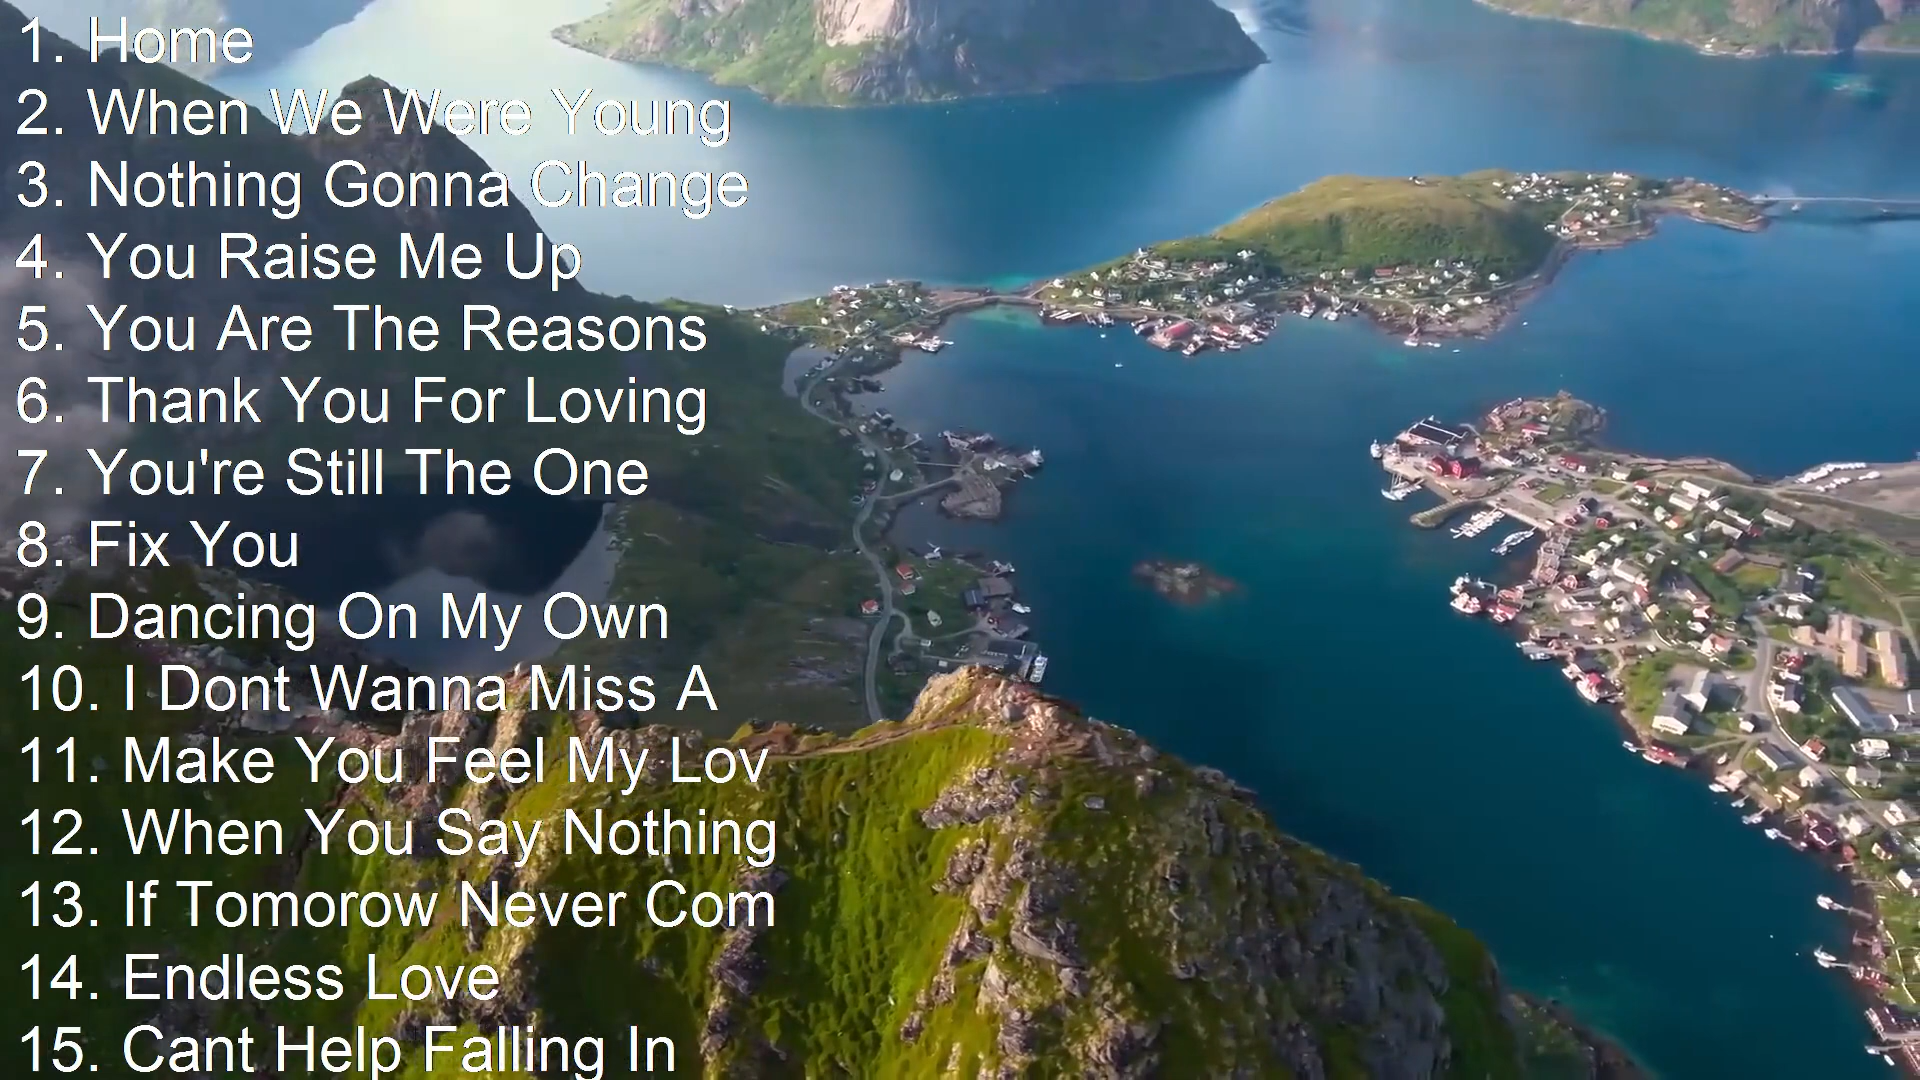 1. Home
2. When We Were Young
3. Nothing Gonna Change
4. You Raise Me Up
5. You Are The Reasons
6. Thank You For Loving
7. You're Still The One
8. Fix You
9. Dancing On My Own
10. I Dont Wanna Miss A
11. Make You Feel My Lov
12. When You Say Nothing
13. If Tomorow Never Com
14. Endless Love
15. Cant Help Falling In